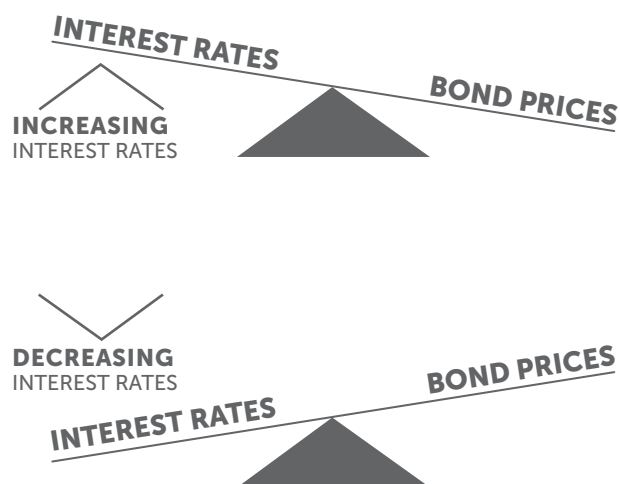 INTEREST RATES
BOND PRICES
INCREASING
INTEREST RATES
DECREASING
INTEREST RATES
BOND PRICES
INTEREST RATES